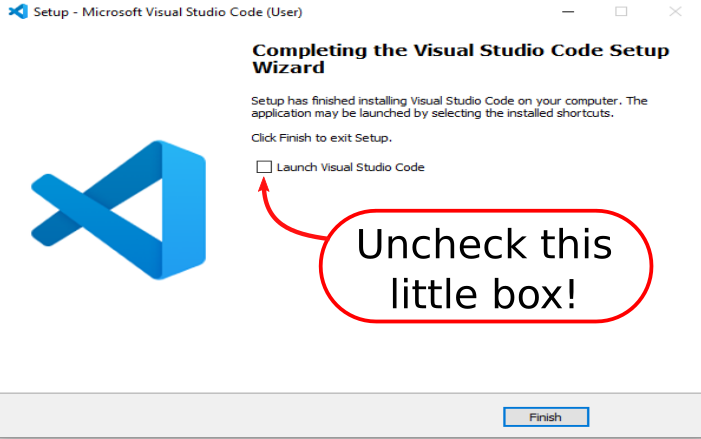 Setup - Microsoft Visual Studio Code (User)
Completing the Visual Studio Code Setup
Wizard
Setup has finished installing Visual Studio Code on your computer. The
application may be launched by selecting the installed shortcuts.
Click Finish to exit Setup.
Launch Visual Studio Code
Uncheck this
little box!
Finish